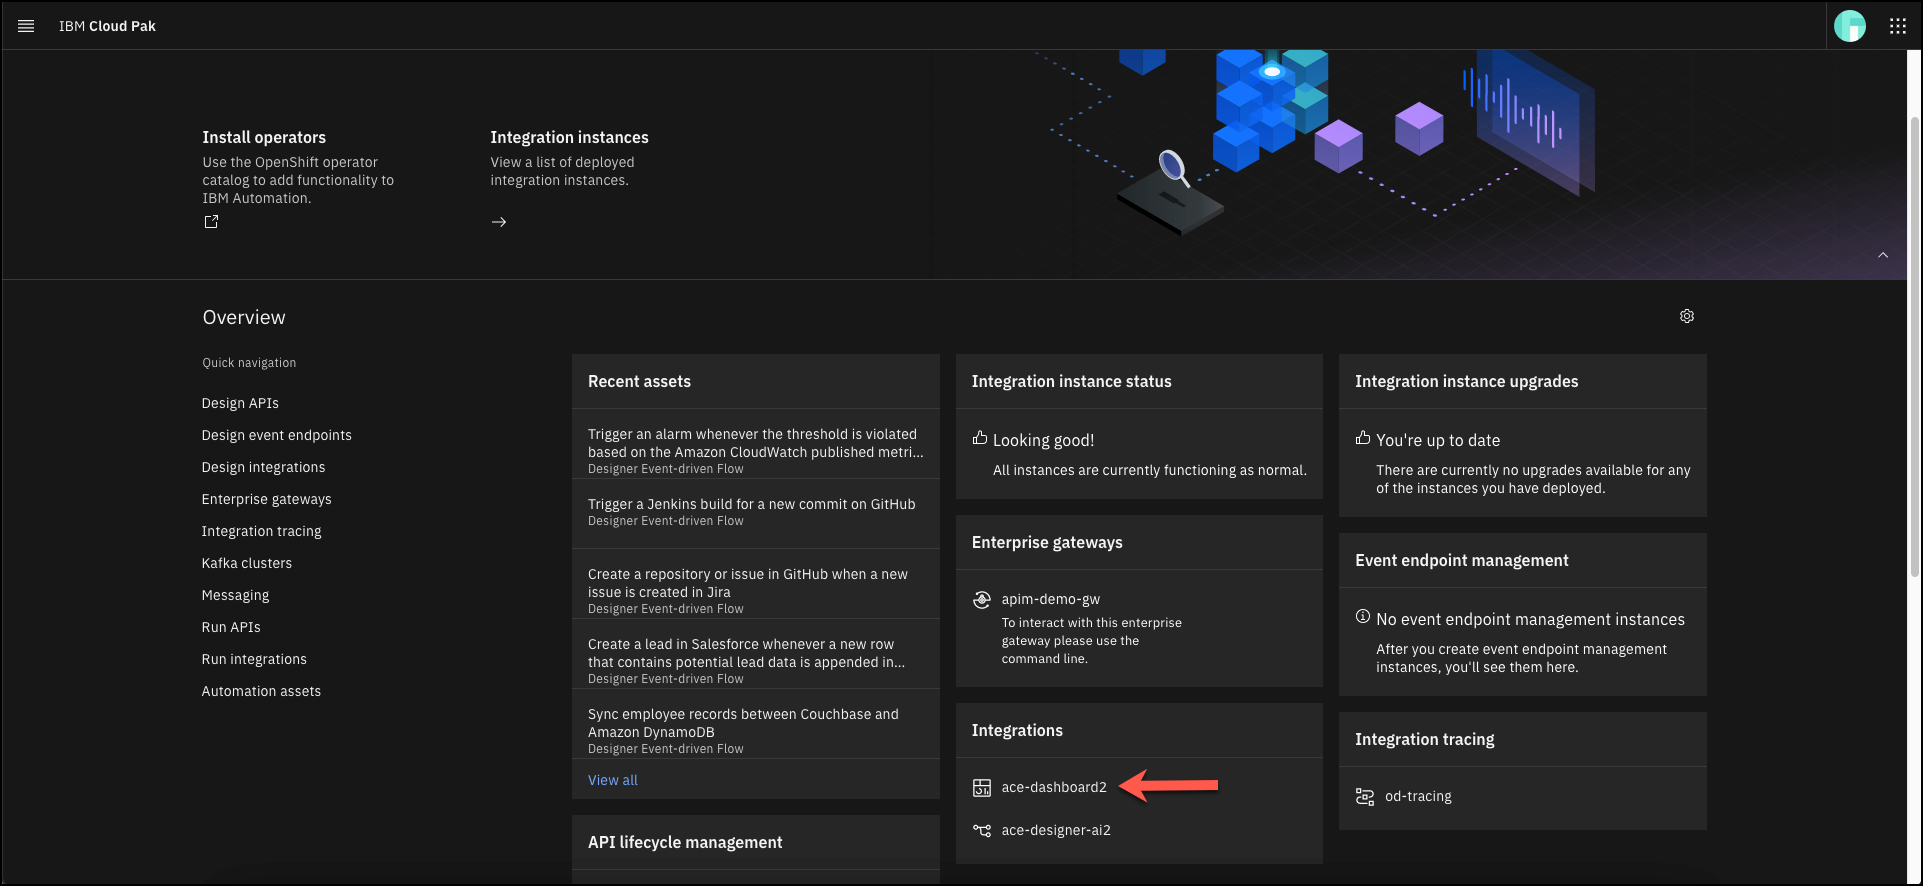 IBM Cloud Pak
Install operators
Use the OpenShift operator
catalog to add functionality to
IBM Automation.
Integration instances
View a list of deployed
integration instances.
Overview
Quick navigation
Design APIs
Design event endpoints
Design integrations
Enterprise gateways
Integration tracing
Kafka clusters
Messaging
Run APIs
Run integrations
Automation assets
Recent assets
Trigger an alarm whenever the threshold is violated
based on the Amazon CloudWatch published metri...
Designer Event-driven Flow
Trigger a Jenkins build for a new commit on GitHub
Designer Event-driven Flow
Create a repository or issue in GitHub when a new
issue is created in Jira
Designer Event-driven Flow
Create a lead in Salesforce whenever a new row
that contains potential lead data is appended in...
Designer Event-driven Flow
Sync employee records between Couchbase and
Amazon DynamoDB
Designer Event-driven Flow
View all
API lifecycle management
Integration instance status
Looking good!
All instances are currently functioning as normal.
Enterprise gateways
apim-demo-gw
To interact with this enterprise
gateway please use the
command line.
Integrations
ace-dashboard2
ace-designer-ai2
Integration instance upgrades
You're up to date
There are currently no upgrades available for any
of the instances you have deployed.
Event endpoint management
No event endpoint management instances
After you create event endpoint management
instances, you'll see them here.
Integration tracing
od-tracing